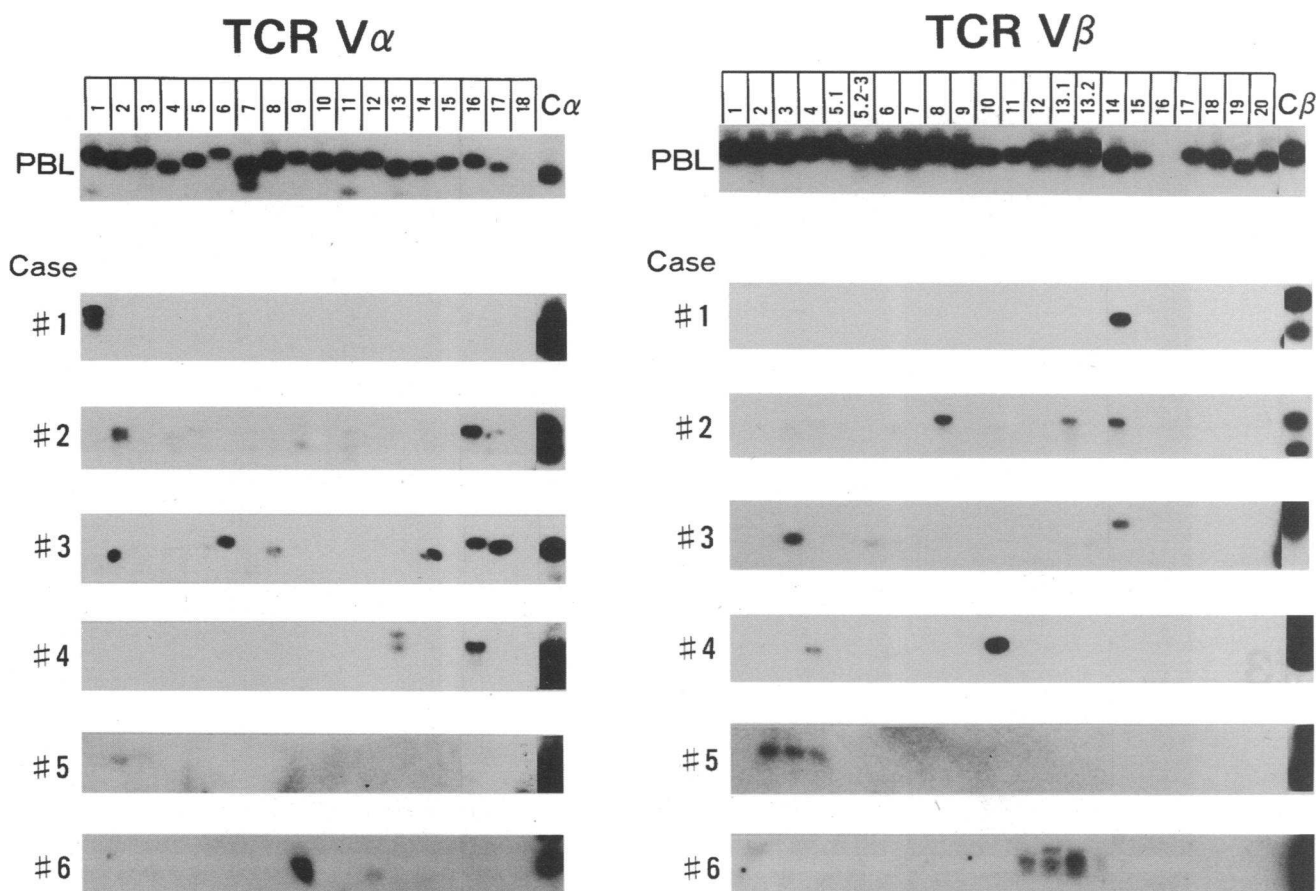 TCR Vα
1 2 3 4 5 6 7 8 9 10 11 12 13 14 15 16 17 18 Cα
PBL
Case
#1
#2
#3
#4
#5
#6
TCR Vβ
1 2 3 4 5.1 5.2-3 6 7 8 9 10 11 12 13.1 13.2 14 15 16 17 18 19 20 Cβ
PBL
Case
#1
#2
#3
#4
#5
#6